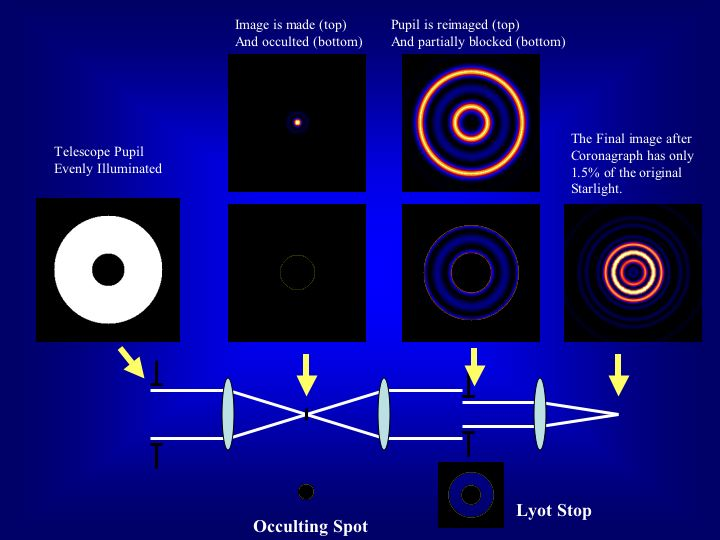 Image is made (top)
And occulted (bottom)
Pupil is reimaged (top)
And partially blocked (bottom)
Telescope Pupil
Evenly Illuminated
The Final image after
Coronagraph has only
1.5% of the original
Starlight.
Occulting Spot
Lyot Stop